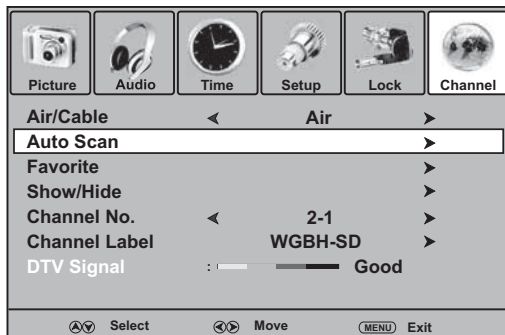 Picture Audio Time Setup Lock Channel
Air/Cable Air
Auto Scan
Favorite
Show/Hide
Channel No. 2-1
Channel Label WGBH-SD
DTV Signal : Good
Select Move MENU Exit